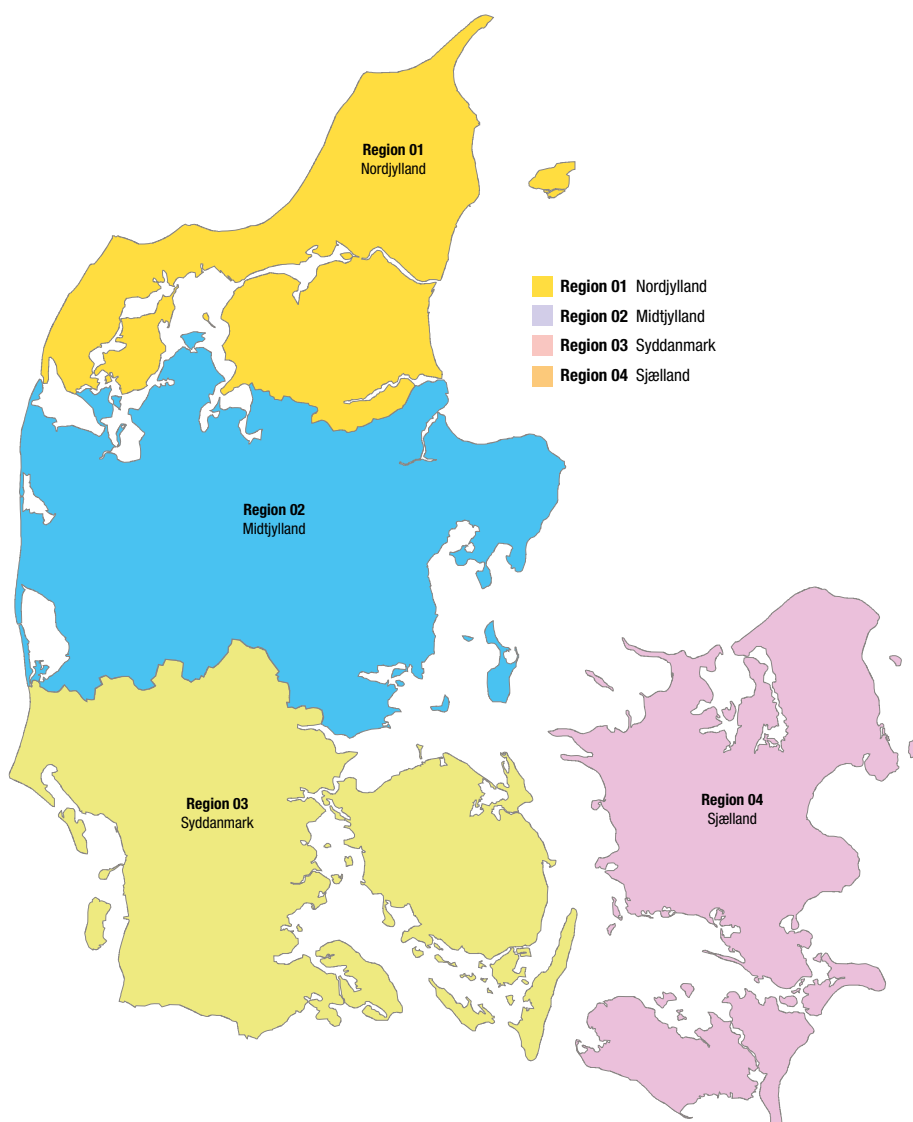 Region 01
Nordjylland
Region 01 Nordjylland
Region 02 Midtjylland
Region 03 Syddanmark
Region 04 Sjælland
Region 02
Midtjylland
Region 03
Syddanmark
Region 04
Sjælland